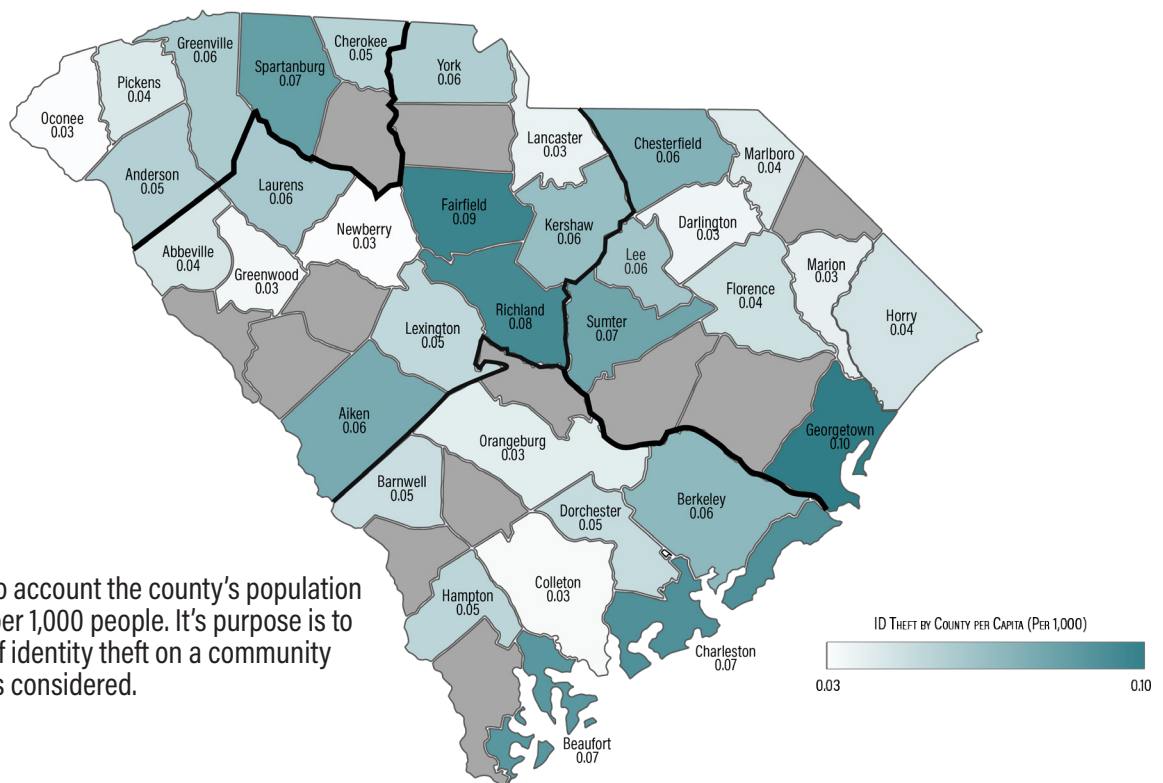 Greenville
0.06
Spartanburg
0.07
Cherokee
0.05
York
0.06
Pickens
0.04
Oconee
0.03
Lancaster
0.03
Chesterfield
0.06
Marlboro
0.04
Anderson
0.05
Laurens
0.06
Fairfield
0.09
Kershaw
0.06
Darlington
0.03
Newberry
0.03
Abbeville
0.04
Greenwood
0.03
Lee
0.06
Marion
0.03
Florence
0.04
Richland
0.08
Sumter
0.07
Horry
0.04
Lexington
0.05
Aiken
0.06
Georgetown
0.10
Orangeburg
0.03
Barnwell
0.05
Berkeley
0.06
Dorchester
0.05
Colleton
0.03
Hampton
0.05
Charleston
0.07
Beaufort
0.07
o account the county's population
per 1,000 people. It's purpose is to
f identity theft on a community
s considered.
ID Theft by County per Capita (Per 1,000)
0.03
0.10